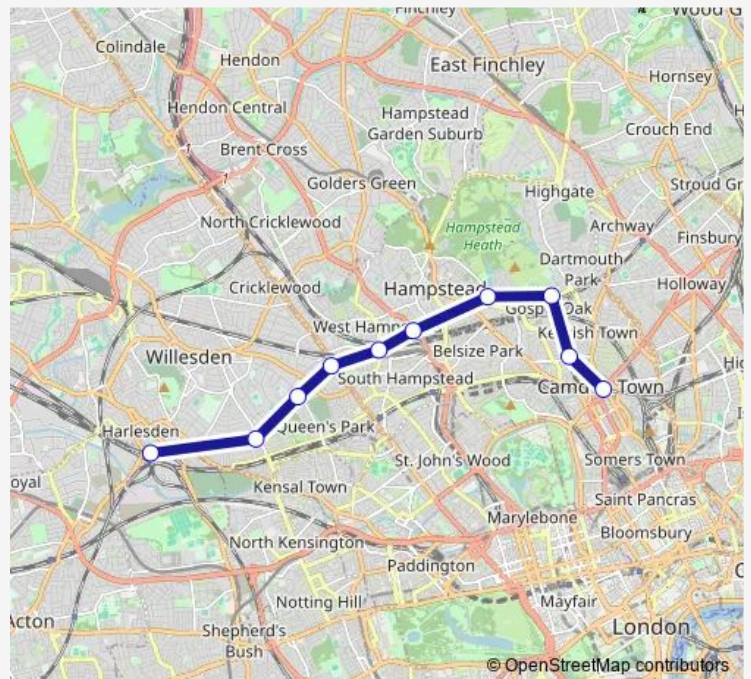 Finchley
Wood G
Colindale
Hendon
East Finchley
Hornsey
Hendon Central
Hampstead
Garden Suburb
Crouch End
Brent Cross
Golders Green
Highgate
Stroud Gr
North Cricklewood
Hampstead
Heath
Archway
Finsbury
Dartmouth
Park
Cricklewood
Hampstead
Holloway
Gosp Oak
West Hamp
Ke ish Town
Willesden
Belsize Park
Hig
South Hampstead
Camd Town
Harlesden
Queen's Park
oyal
St. John's Wood
Somers Town
Kensal Town
Saint Pancras
Marylebone
Bloomsbury
North Kensington
Paddington
Notting Hill
Mayfair
Acton
Shepherd's
Bush
London
© OpenStreetMap contributors